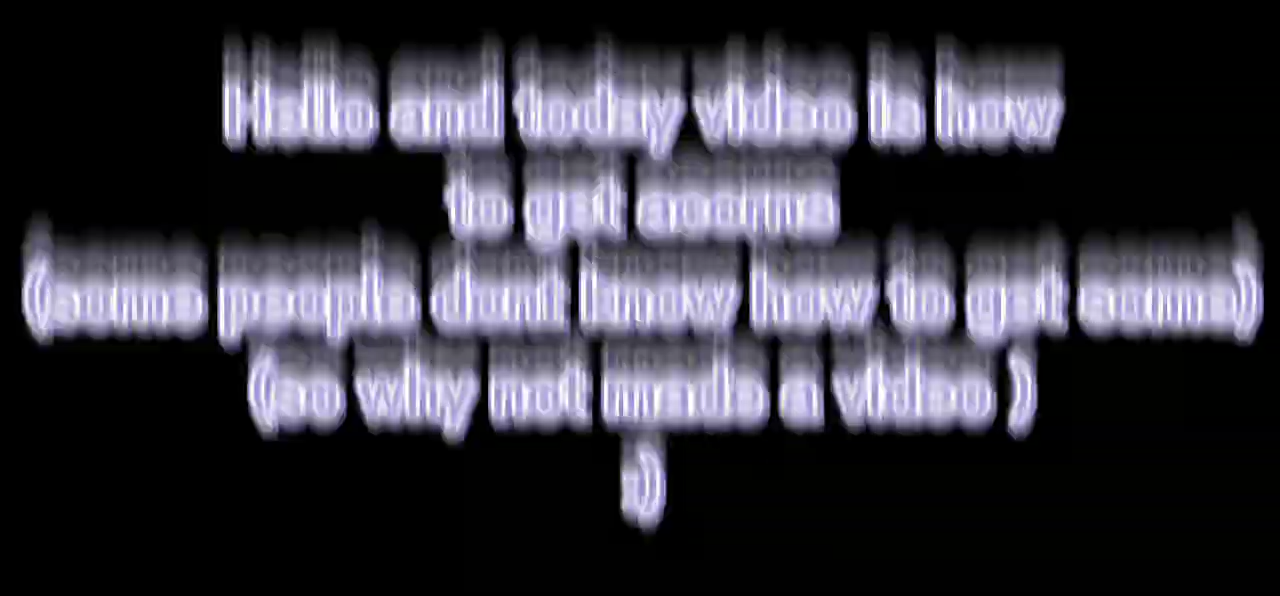 Hello and today video is how
to get
people dont know how to get
(so why not made a video )
:)